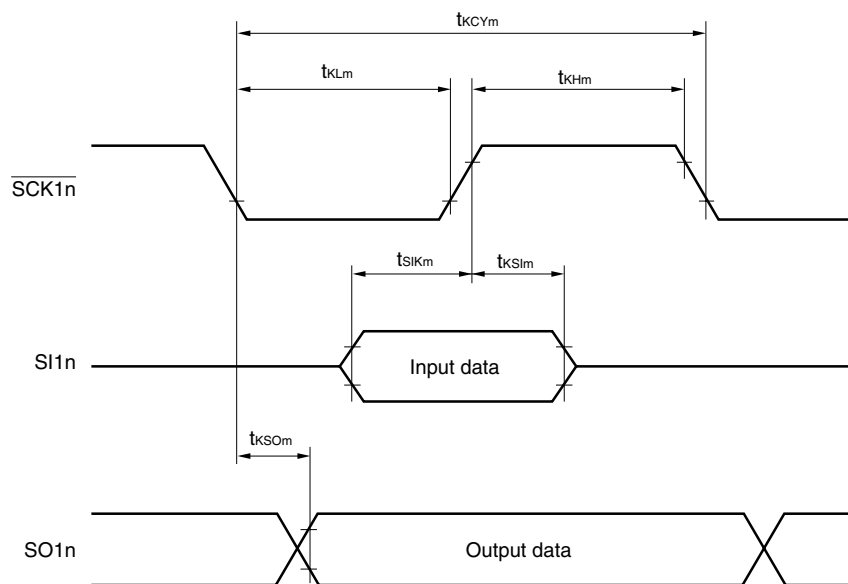 tKCYm
tKLm
tKHm
SCK1n
tSIKm
tKSIm
SI1n
Input data
tKSOm
SO1n
Output data